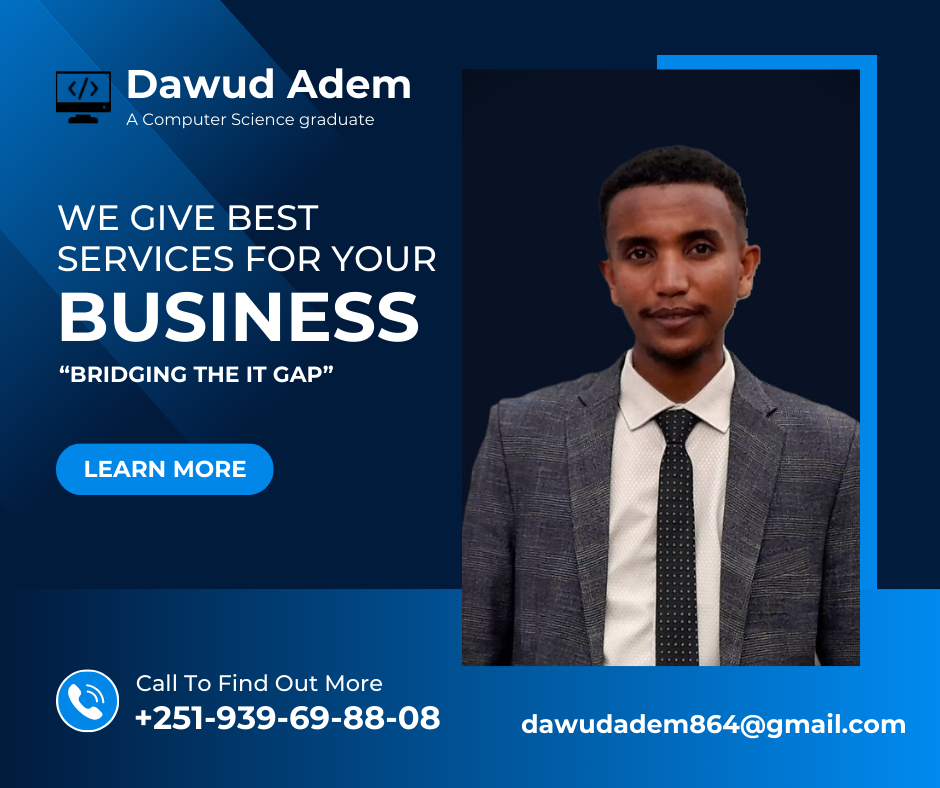 Dawud Adem
A Computer Science graduate
WE GIVE BEST
SERVICES FOR YOUR
BUSINESS
“BRIDGING THE IT GAP”
LEARN MORE
Call To Find Out More
+251-939-69-88-08
dawudadem864@gmail.com